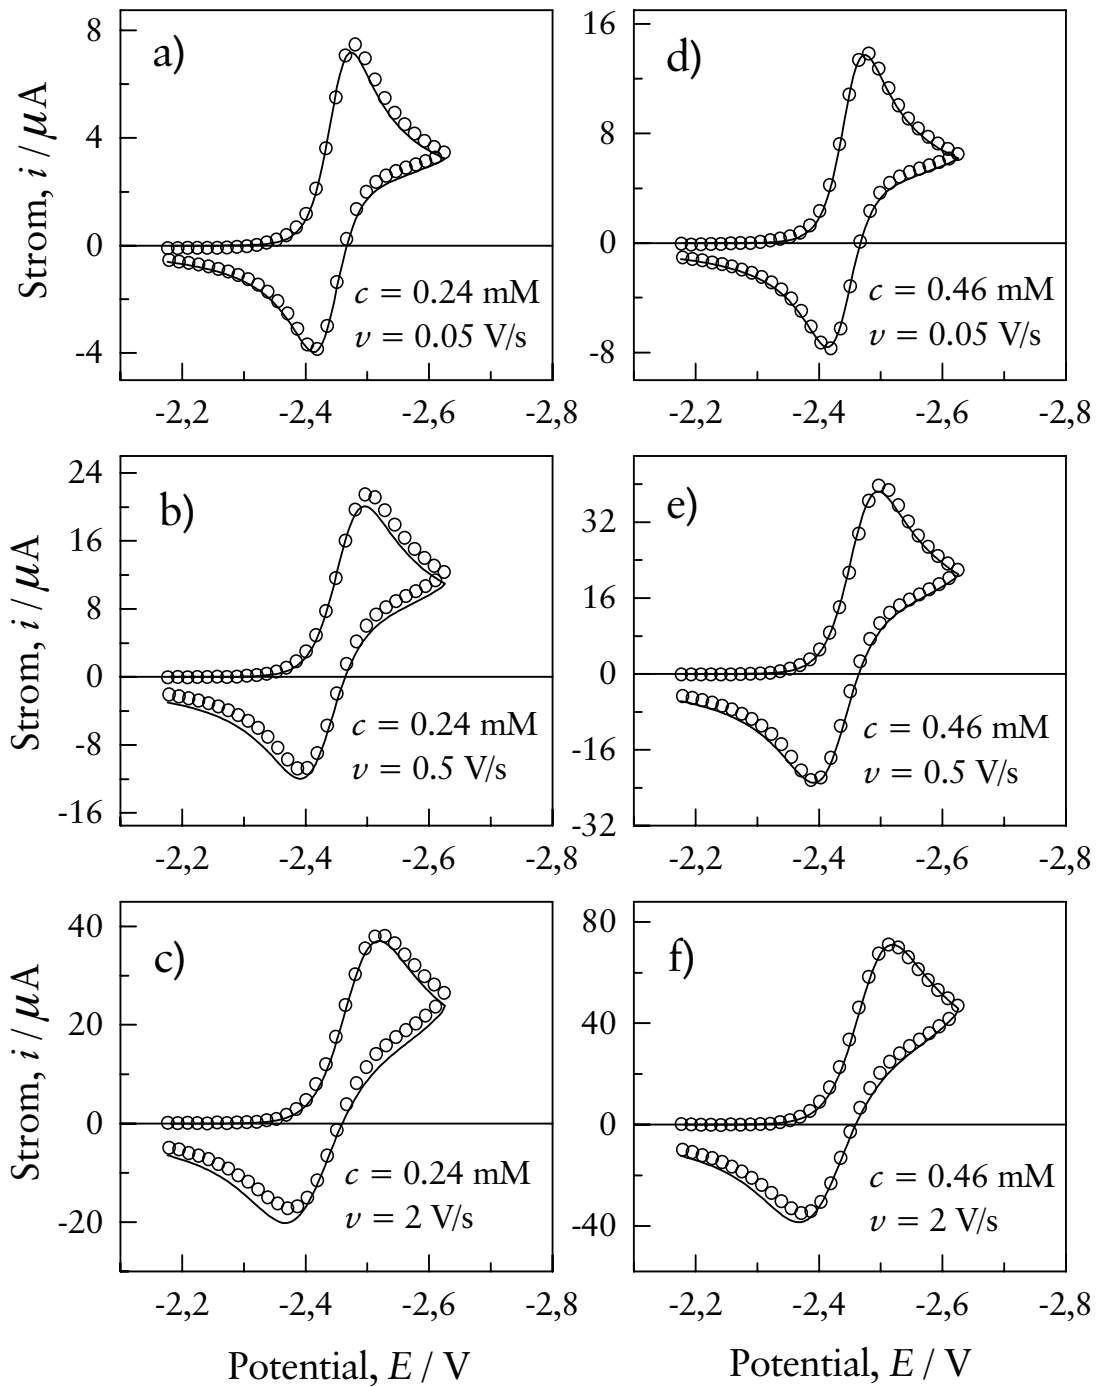 a)
8
4
0
-4
Strom, i / μA
c = 0.24 mM
v = 0.05 V/s
-2,2 -2,4 -2,6 -2,8
d)
16
8
0
-8
c = 0.46 mM
v = 0.05 V/s
-2,2 -2,4 -2,6 -2,8
b)
24
16
8
0
-8
-16
Strom, i / μA
c = 0.24 mM
v = 0.5 V/s
-2,2 -2,4 -2,6 -2,8
e)
32
16
0
-16
-32
c = 0.46 mM
v = 0.5 V/s
-2,2 -2,4 -2,6 -2,8
c)
40
20
0
-20
Strom, i / μA
c = 0.24 mM
v = 2 V/s
-2,2 -2,4 -2,6 -2,8
Potential, E / V
f)
80
40
0
-40
c = 0.46 mM
v = 2 V/s
-2,2 -2,4 -2,6 -2,8
Potential, E / V